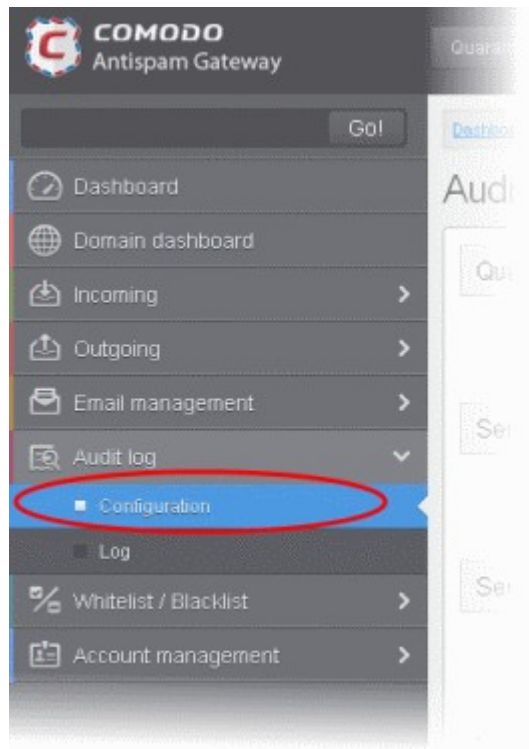 COMODO
Antispam Gateway
Go!
Dashboard
Domain dashboard
Incoming
Outgoing
Email management
Audit log
Configuration
Log
Whitelist / Blacklist
Account management